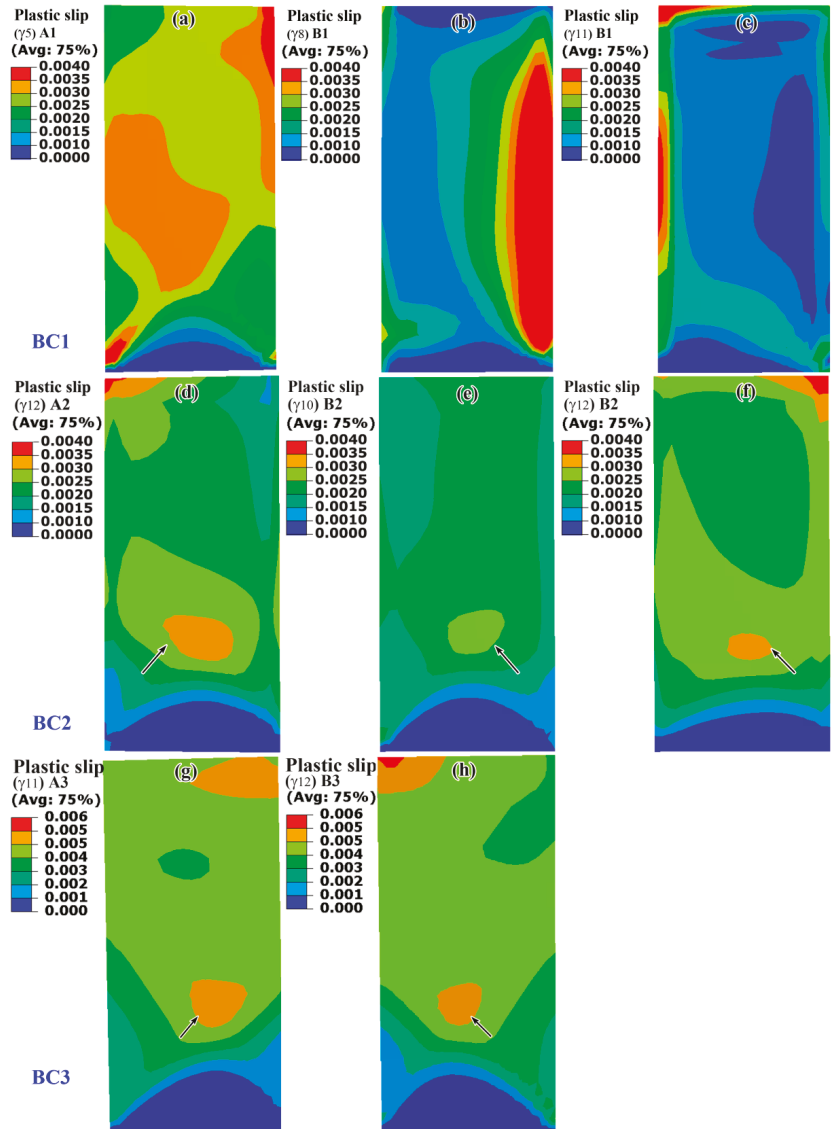 Plastic slip
(γ5) A1
(Avg: 75%)
0.0040
0.0035
0.0030
0.0025
0.0020
0.0015
0.0010
0.0000
(a)
Plastic slip
(γ8) B1
(Avg: 75%)
0.0040
0.0035
0.0030
0.0025
0.0020
0.0015
0.0010
0.0000
(b)
Plastic slip
(γ11) B1
(Avg: 75%)
0.0040
0.0035
0.0030
0.0025
0.0020
0.0015
0.0010
0.0000
(c)
BC1
Plastic slip
(γ12) A2
(Avg: 75%)
0.0040
0.0035
0.0030
0.0025
0.0020
0.0015
0.0010
0.0000
(d)
Plastic slip
(γ10) B2
(Avg: 75%)
0.0040
0.0035
0.0030
0.0025
0.0020
0.0015
0.0010
0.0000
(e)
Plastic slip
(γ12) B2
(Avg: 75%)
0.0040
0.0035
0.0030
0.0025
0.0020
0.0015
0.0010
0.0000
(f)
BC2
Plastic slip
(γ11) A3
(Avg: 75%)
0.006
0.005
0.005
0.004
0.003
0.002
0.001
0.000
(g)
Plastic slip
(γ12) B3
(Avg: 75%)
0.006
0.005
0.005
0.004
0.003
0.002
0.001
0.000
(h)
BC3